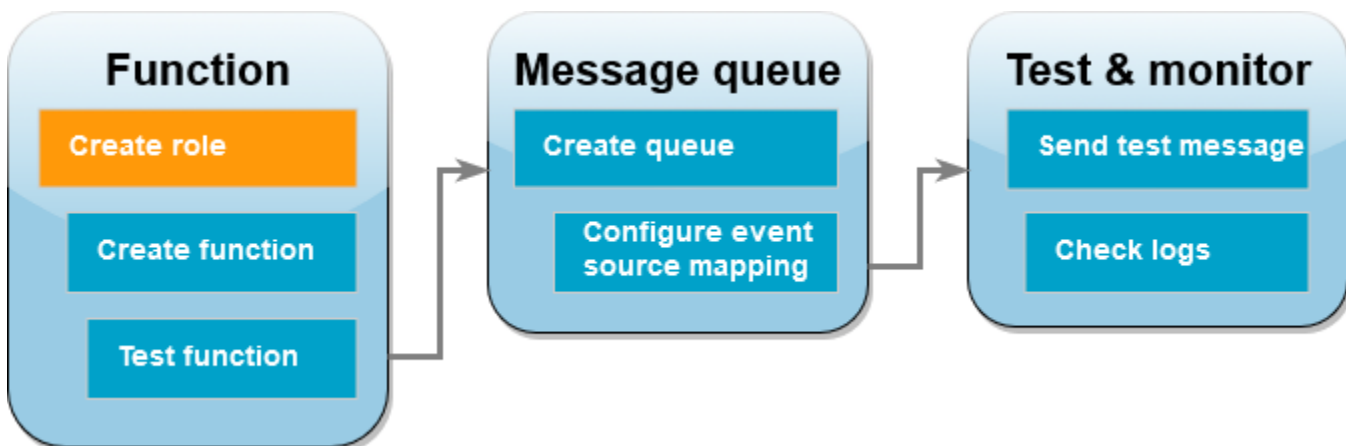 Function
Create role
Create function
Test function
Message queue
Create queue
Configure event
source mapping
Test & monitor
Send test message
Check logs